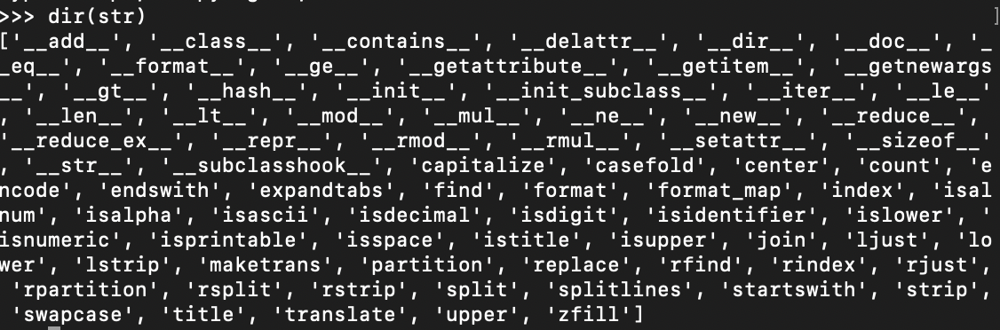 >>> dir(str)
['__add__', '__class__', '__contains__', '__delattr__', '__dir__', '__doc__', '_
_eq__', '__format__', '__ge__', '__getattribute__', '__getitem__', '__getnewargs
__', '__gt__', '__hash__', '__init__', '__init_subclass__', '__iter__', '__le__'
, '__len__', '__lt__', '__mod__', '__mul__', '__ne__', '__new__', '__reduce__',
'__reduce_ex__', '__repr__', '__rmod__', '__rmul__', '__setattr__', '__sizeof__'
, '__str__', '__subclasshook__', 'capitalize', 'casefold', 'center', 'count', 'e
ncode', 'endswith', 'expandtabs', 'find', 'format', 'format_map', 'index', 'isal
num', 'isalpha', 'isascii', 'isdecimal', 'isdigit', 'isidentifier', 'islower', '
isnumeric', 'isprintable', 'isspace', 'istitle', 'isupper', 'join', 'ljust', 'lo
wer', 'lstrip', 'maketrans', 'partition', 'replace', 'rfind', 'rindex', 'rjust',
 'rpartition', 'rsplit', 'rstrip', 'split', 'splitlines', 'startswith', 'strip',
 'swapcase', 'title', 'translate', 'upper', 'zfill']